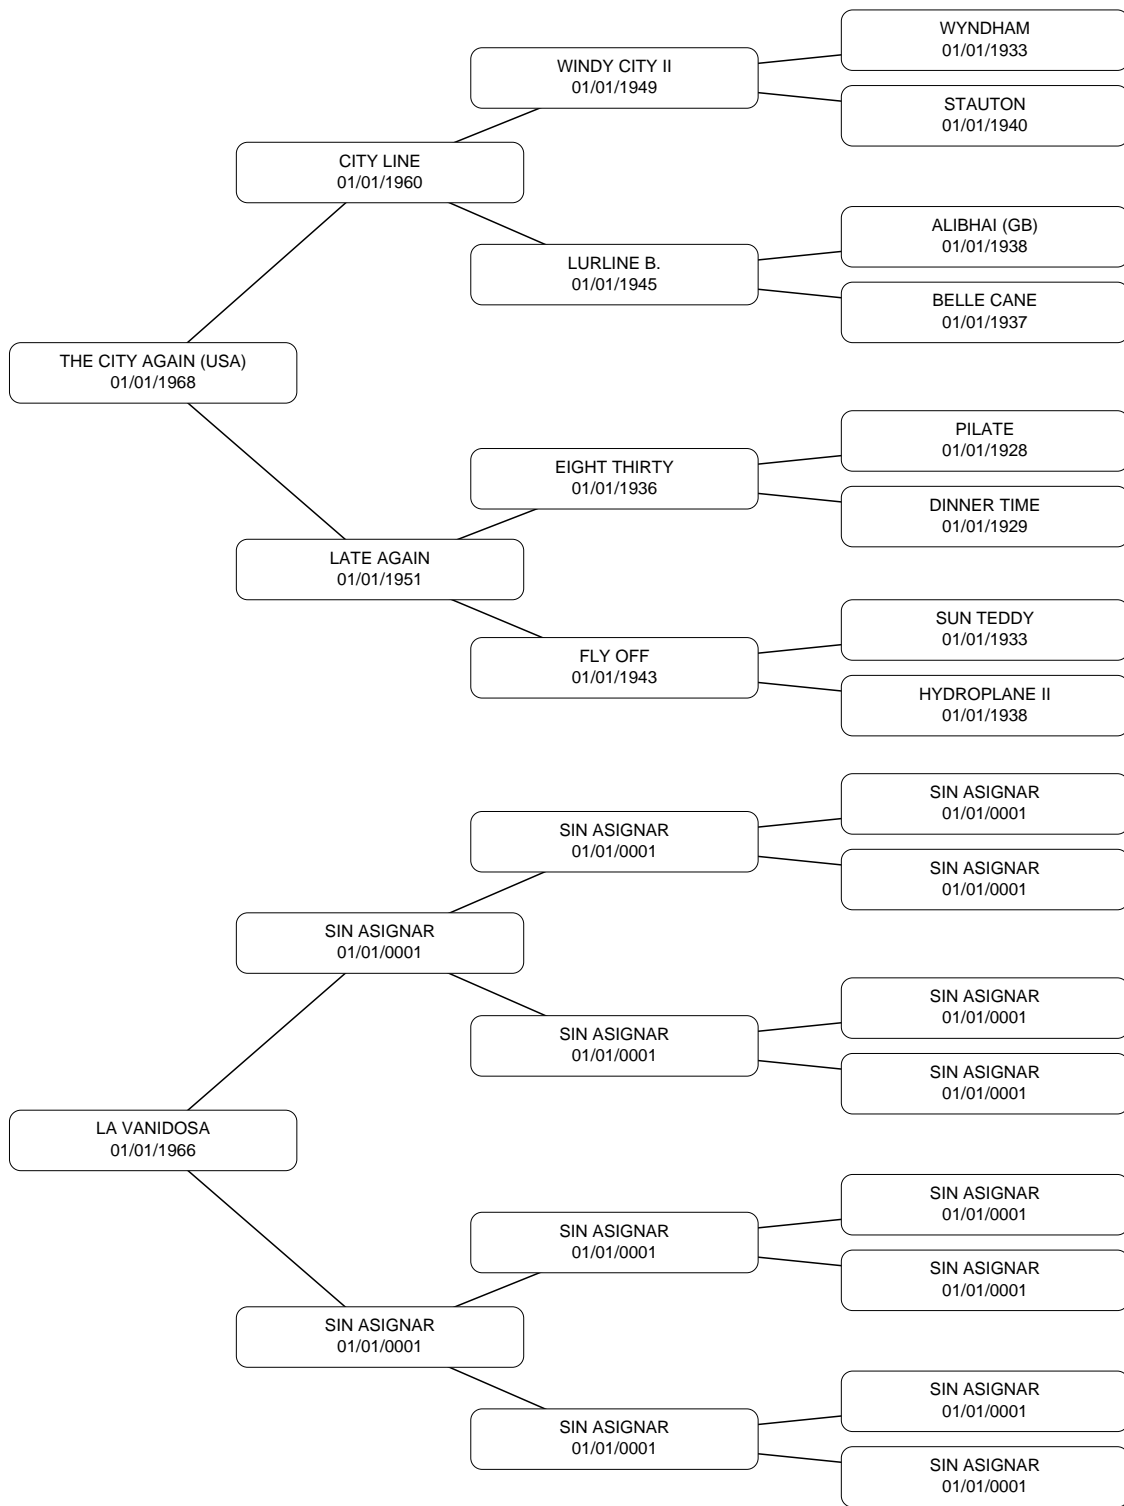 WYNDHAM
01/01/1933
WINDY CITY II
01/01/1949
STAUTON
01/01/1940
CITY LINE
01/01/1960
ALIBHAI (GB)
01/01/1938
LURLINE B.
01/01/1945
BELLE CANE
01/01/1937
THE CITY AGAIN (USA)
01/01/1968
PILATE
01/01/1928
EIGHT THIRTY
01/01/1936
DINNER TIME
01/01/1929
LATE AGAIN
01/01/1951
SUN TEDDY
01/01/1933
FLY OFF
01/01/1943
HYDROPLANE II
01/01/1938
SIN ASIGNAR
01/01/0001
SIN ASIGNAR
01/01/0001
SIN ASIGNAR
01/01/0001
SIN ASIGNAR
01/01/0001
SIN ASIGNAR
01/01/0001
SIN ASIGNAR
01/01/0001
SIN ASIGNAR
01/01/0001
LA VANIDOSA
01/01/1966
SIN ASIGNAR
01/01/0001
SIN ASIGNAR
01/01/0001
SIN ASIGNAR
01/01/0001
SIN ASIGNAR
01/01/0001
SIN ASIGNAR
01/01/0001
SIN ASIGNAR
01/01/0001
SIN ASIGNAR
01/01/0001